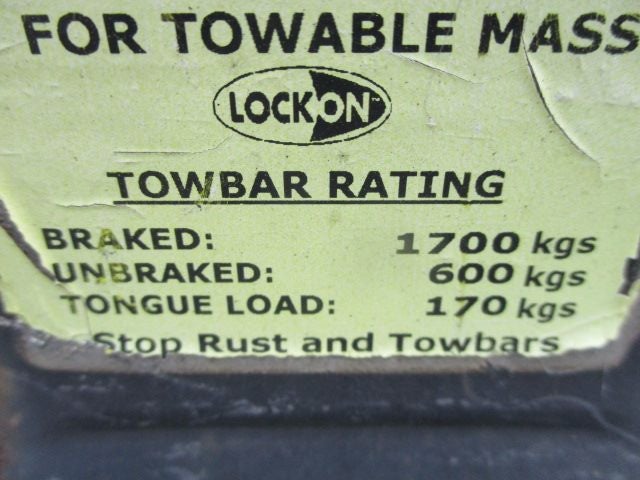 FOR TOWABLE MASS
LOCKON™
TOWBAR RATING
BRAKED: 1700 kgs
UNBRAKED: 600 kgs
TONGUE LOAD: 170 kgs
Stop Rust and Towbars